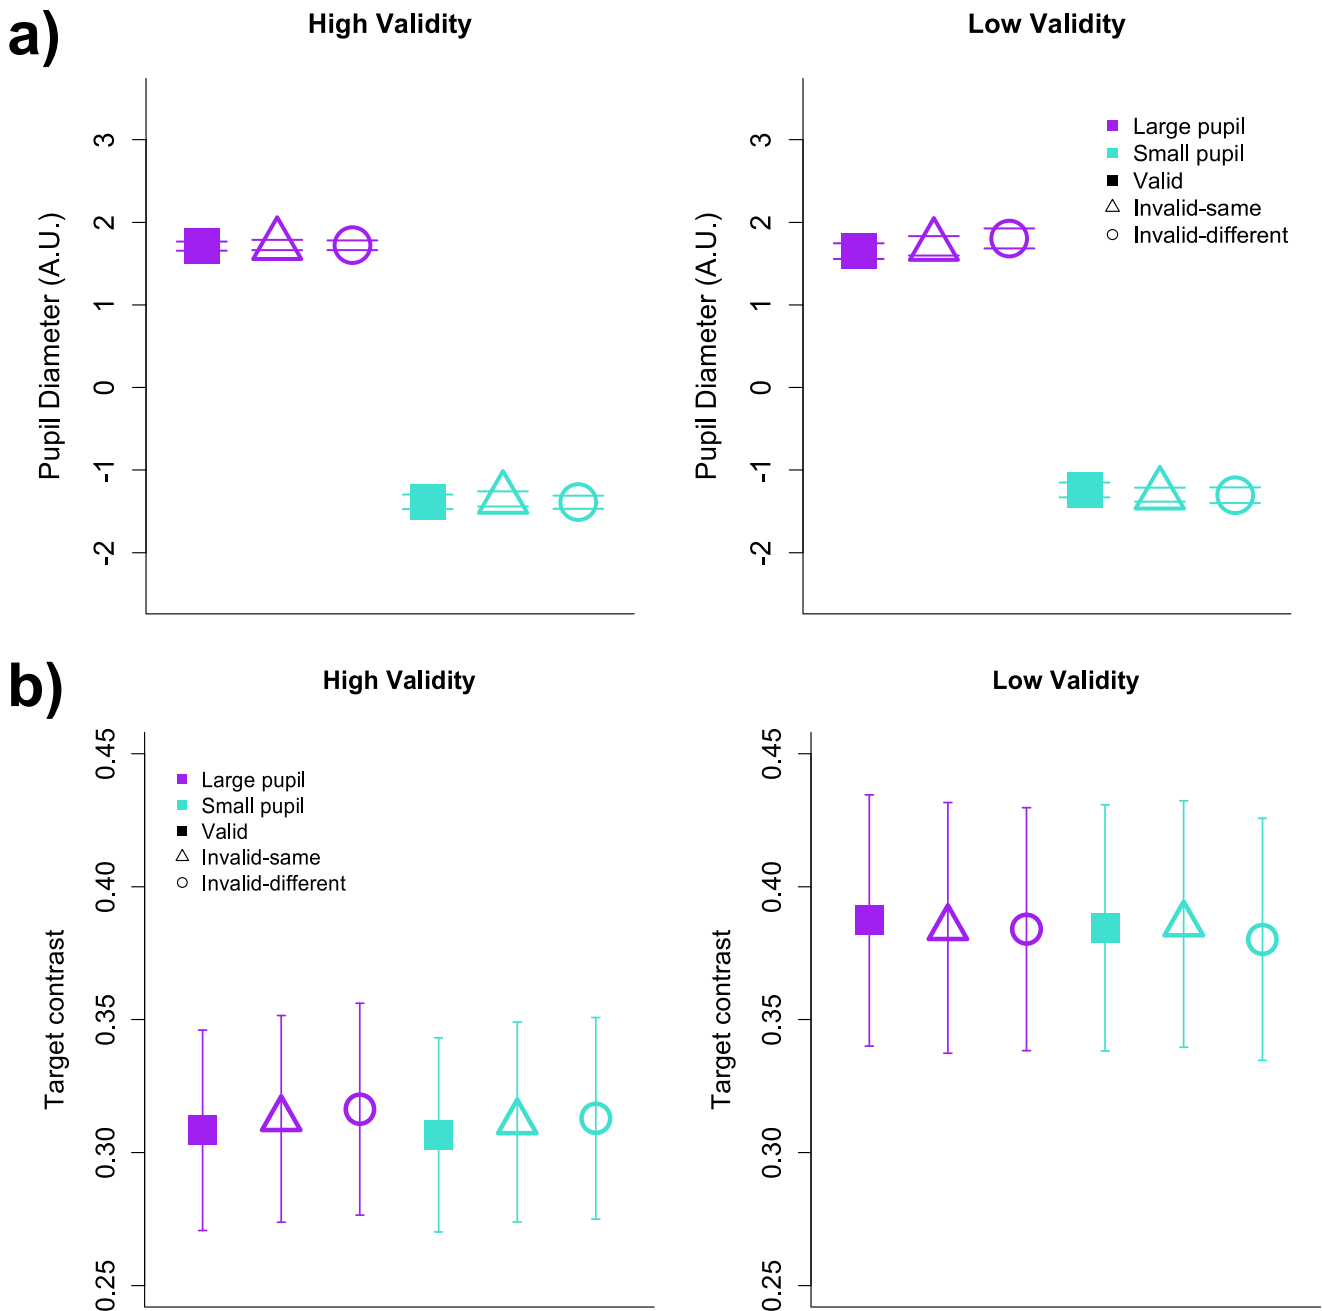 a)
High Validity
Low Validity
Pupil Diameter (A.U.)
3
2
1
0
-1
-2
Pupil Diameter (A.U.)
3
2
1
0
-1
-2
Large pupil
Small pupil
Valid
Invalid-same
Invalid-different
b)
High Validity
Low Validity
Target contrast
0.45
0.40
0.35
0.30
0.25
Large pupil
Small pupil
Valid
Invalid-same
Invalid-different
Target contrast
0.45
0.40
0.35
0.30
0.25